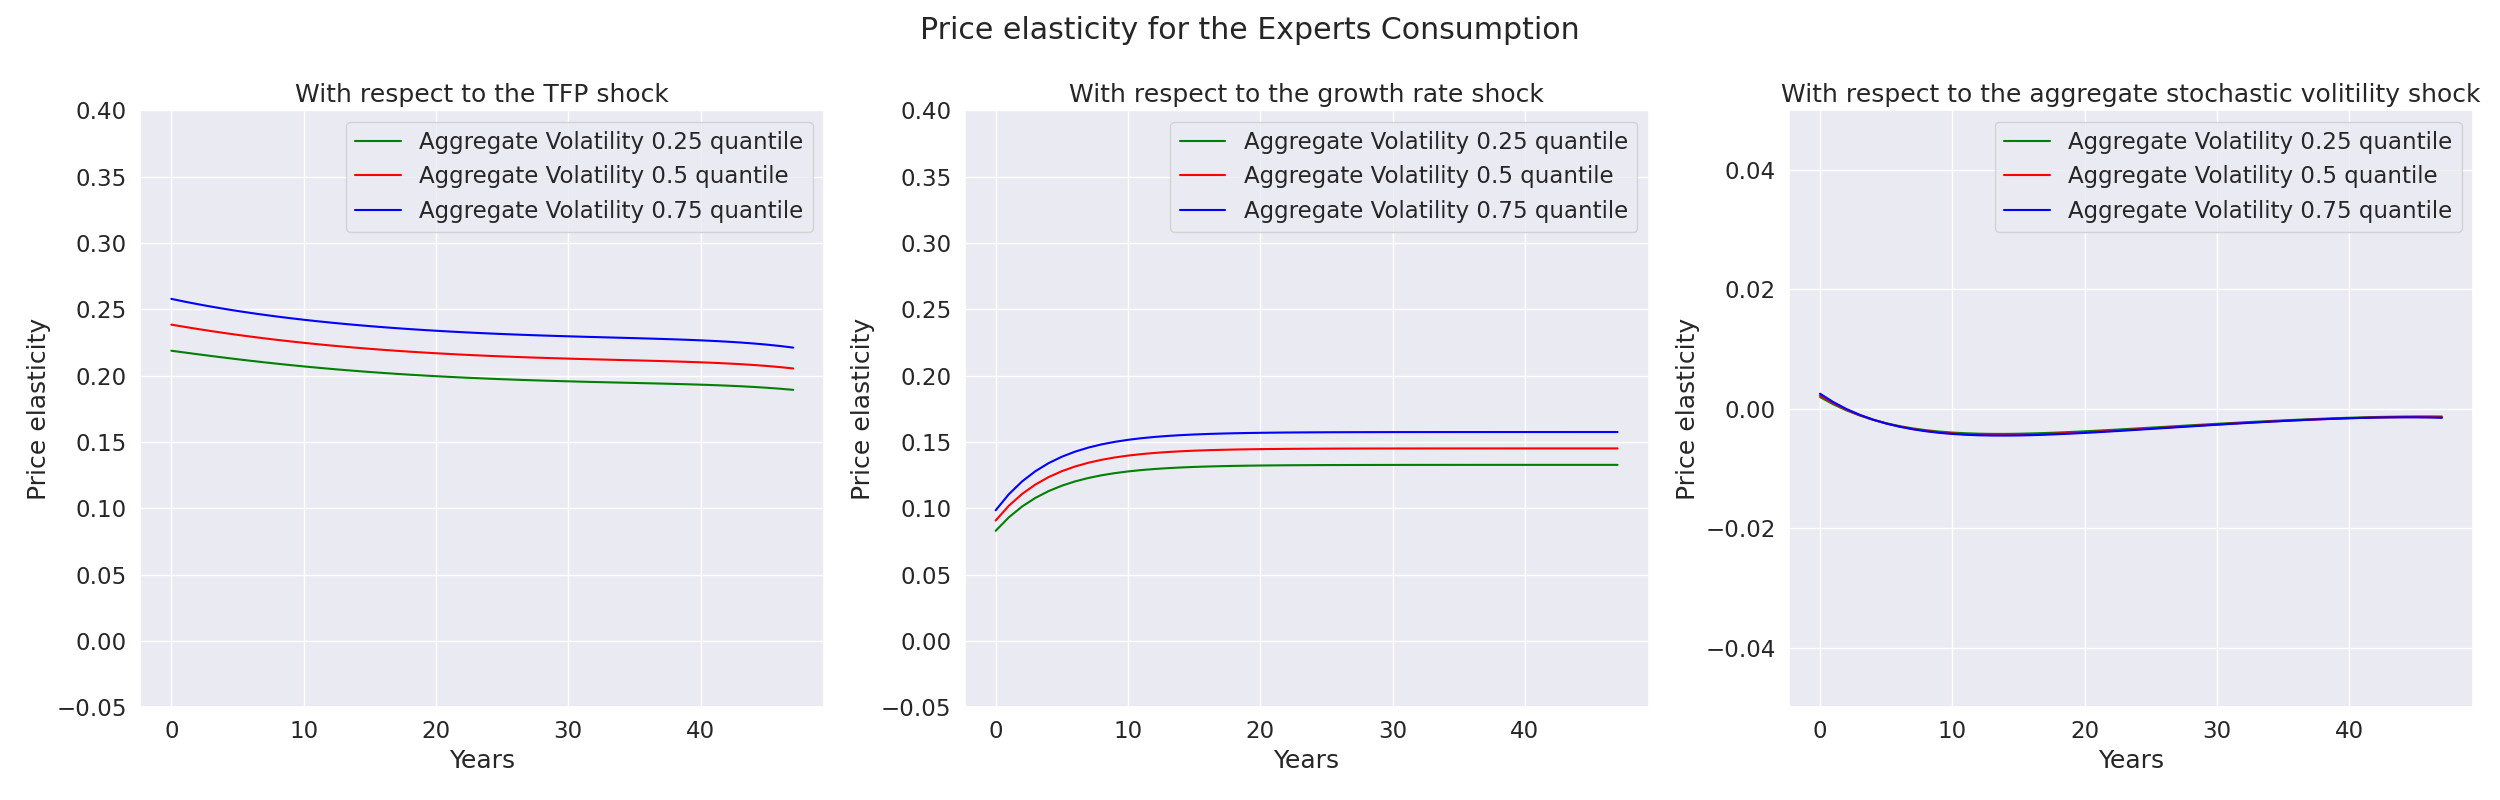 Price elasticity for the Experts Consumption
With respect to the TFP shock
Price elasticity
0.40
0.35
0.30
0.25
0.20
0.15
0.10
0.05
0.00
−0.05
Aggregate Volatility 0.25 quantile
Aggregate Volatility 0.5 quantile
Aggregate Volatility 0.75 quantile
0 10 20 30 40
Years
With respect to the growth rate shock
Price elasticity
0.40
0.35
0.30
0.25
0.20
0.15
0.10
0.05
0.00
−0.05
Aggregate Volatility 0.25 quantile
Aggregate Volatility 0.5 quantile
Aggregate Volatility 0.75 quantile
0 10 20 30 40
Years
With respect to the aggregate stochastic volitility shock
Price elasticity
0.04
0.02
0.00
−0.02
−0.04
Aggregate Volatility 0.25 quantile
Aggregate Volatility 0.5 quantile
Aggregate Volatility 0.75 quantile
0 10 20 30 40
Years